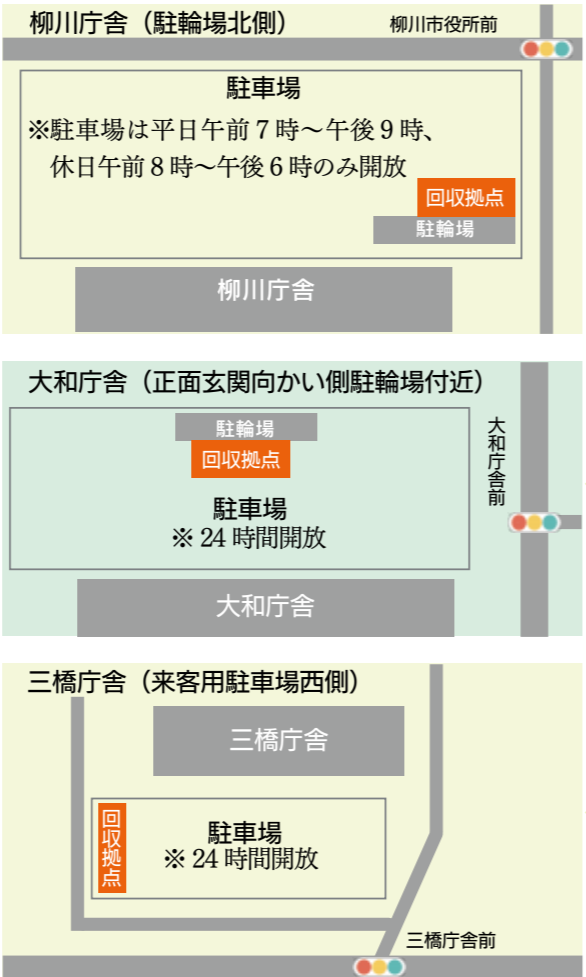 柳川庁舎（駐輪場北側）
柳川市役所前
駐車場
※駐車場は平日午前７時～午後９時、
休日午前８時～午後６時のみ開放
回収拠点
駐輪場
柳川庁舎
大和庁舎（正面玄関向かい側駐輪場付近）
駐輪場
回収拠点
大和庁舎前
駐車場
※ 24 時間開放
大和庁舎
三橋庁舎（来客用駐車場西側）
三橋庁舎
回収拠点
駐車場
※ 24 時間開放
三橋庁舎前